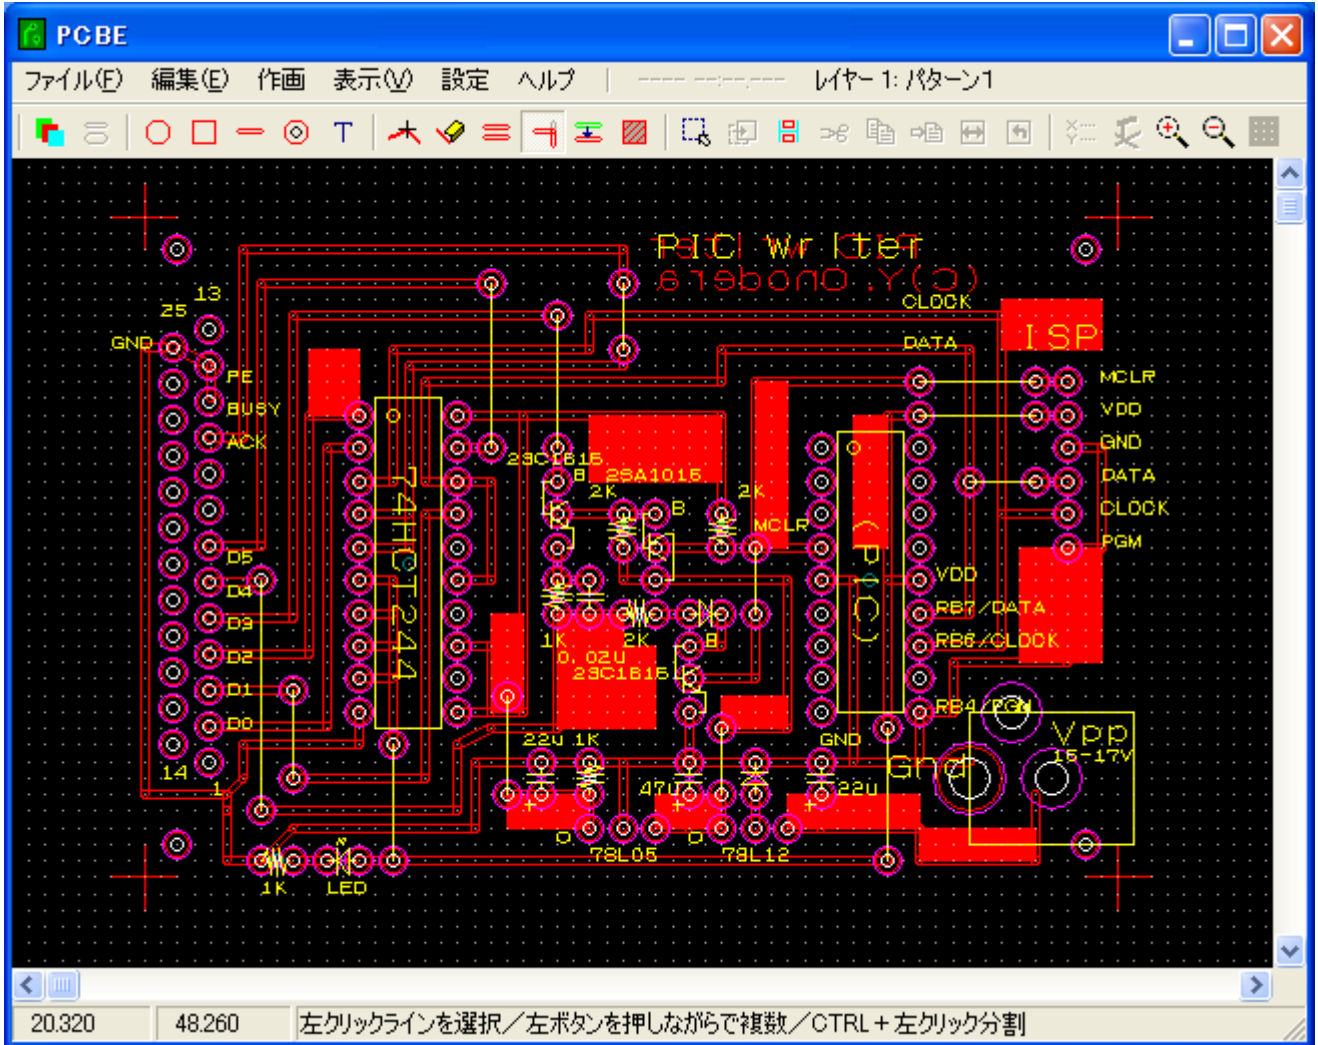 PCBE
ファイル(F) 編集(E) 作画 表示(V) 設定 ヘルプ ---- --:--.--- レイヤー 1: パターン1
T
PIC Writer
(C)Y. Onodera
CLOCK
ISP
DATA
13
25
GND
PE
BUSY
ACK
MCLR
VDD
GND
DATA
CLOCK
PGM
2SC1815
B
2SA1015
2K
B
2K
MCLR
74HCT244
(PIC)
D5
D4
D3
D2
D1
D0
14
1
VDD
RB7/DATA
RB6/CLOCK
RB4/PGM
1K
2K
B
0.02U
2SC1815
22U 1K
GND
Vpp
15-17V
Gnd
47U
22U
+
+
+
O
78L05
O
78L12
1K
LED
20.320 48.260 左クリックラインを選択／左ボタンを押しながらで複数／CTRL＋左クリック分割